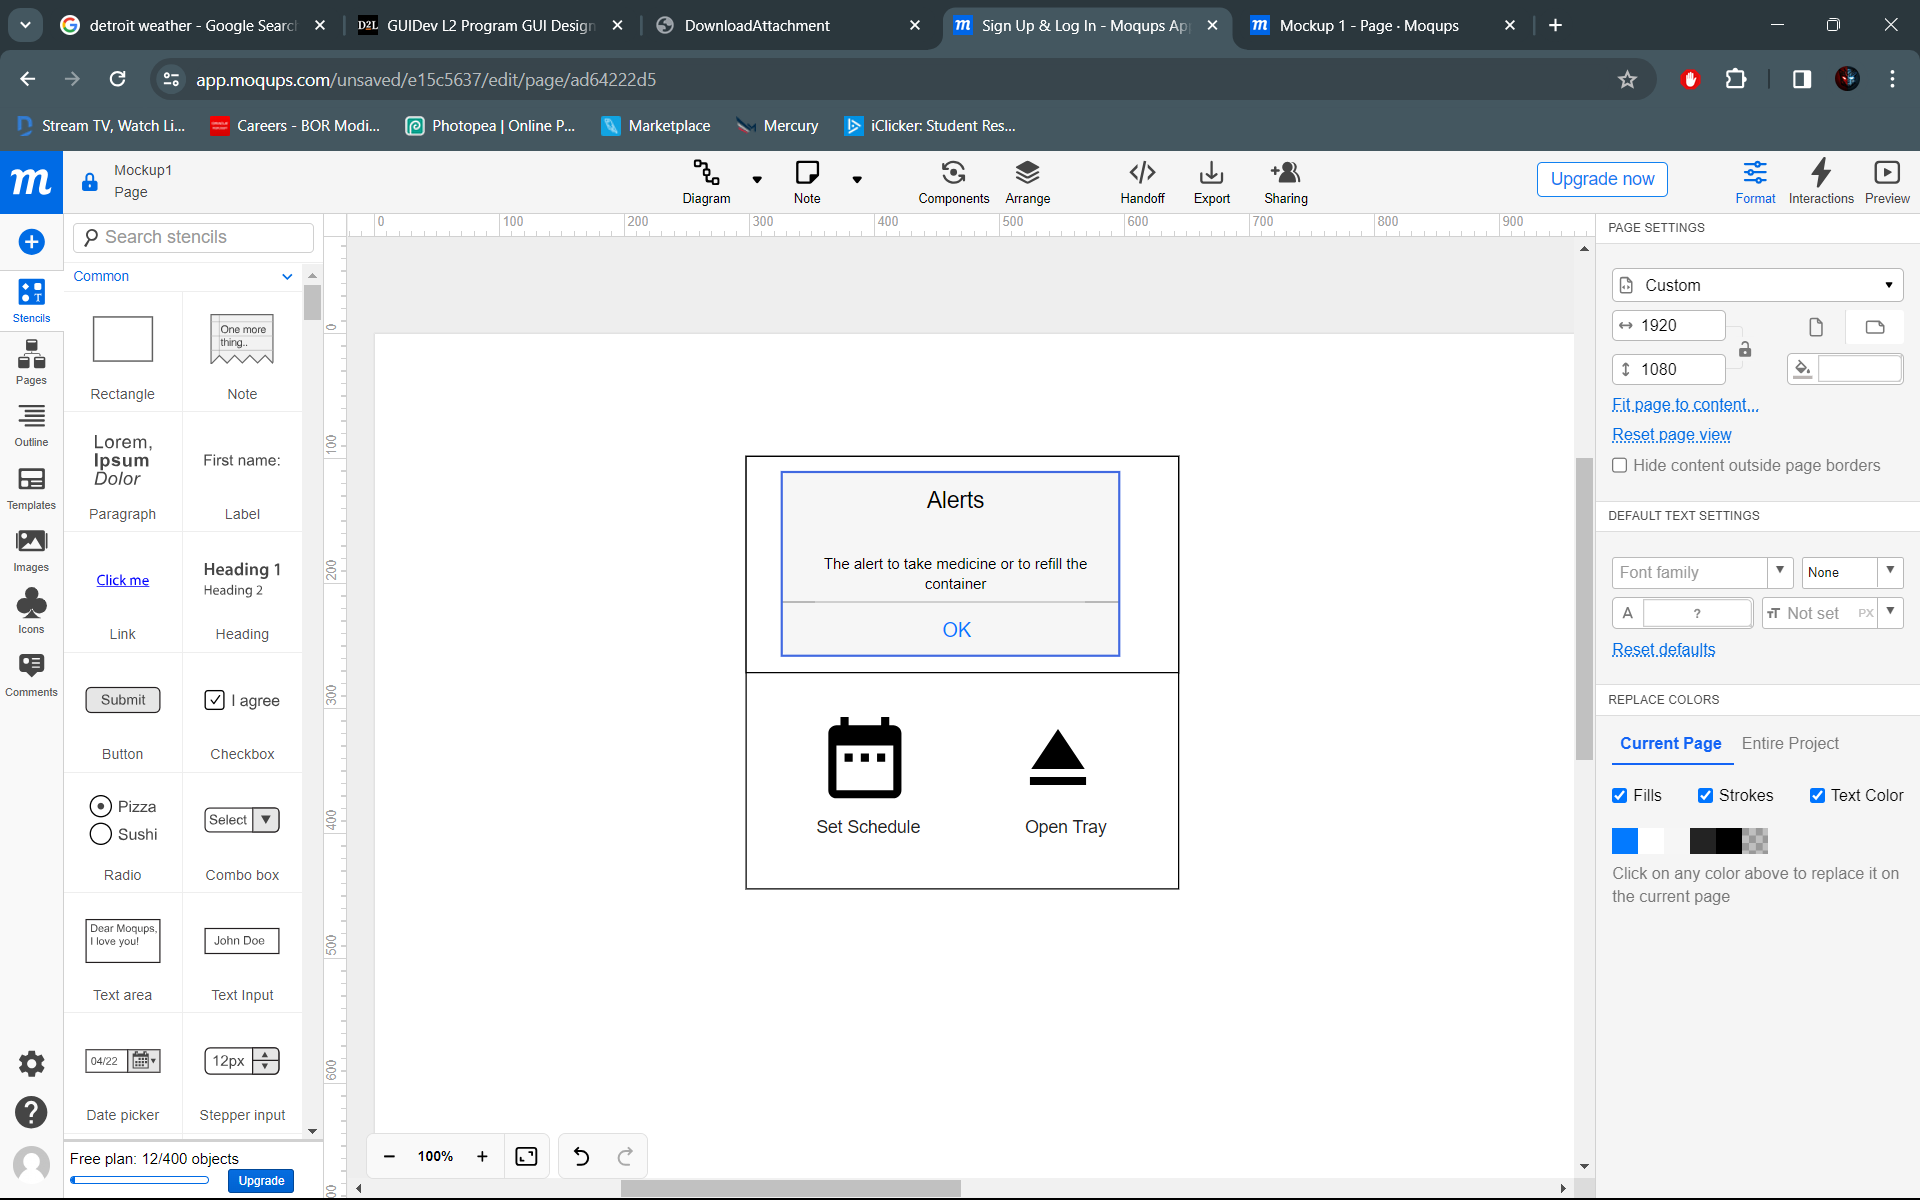 detroit weather - Google Search
GUIDev L2 Program GUI Design
DownloadAttachment
Sign Up & Log In - Moqups Ap
Mockup 1 - Page · Moqups
app.moqups.com/unsaved/e15c5637/edit/page/ad64222d5
Stream TV, Watch Li...
Careers - BOR Modi...
Photopea | Online P...
Marketplace
Mercury
iClicker: Student Res...
m
Mockup1
Page
Diagram
Note
Components
Arrange
Handoff
Export
Sharing
Upgrade now
Format
Interactions
Preview
Search stencils
Common
0 100 200 300 400 500 600 700 800 900
0
100
200
300
400
500
600
Stencils
Pages
Outline
Templates
Images
Icons
Comments
Rectangle
One more
thing..
Note
Lorem,
Ipsum
Dolor
Paragraph
First name:
Label
Click me
Link
Heading 1
Heading 2
Heading
Submit
Button
I agree
Checkbox
Pizza
Sushi
Radio
Select
Combo box
Dear Moqups,
I love you!
Text area
John Doe
Text Input
04/22
Date picker
12px
Stepper input
Free plan: 12/400 objects
Upgrade
Alerts
The alert to take medicine or to refill the
container
OK
Set Schedule
Open Tray
100%
PAGE SETTINGS
Custom
1920
1080
Fit page to content...
Reset page view
Hide content outside page borders
DEFAULT TEXT SETTINGS
Font family
None
A
?
Not set
PX
Reset defaults
REPLACE COLORS
Current Page
Entire Project
Fills
Strokes
Text Color
Click on any color above to replace it on
the current page